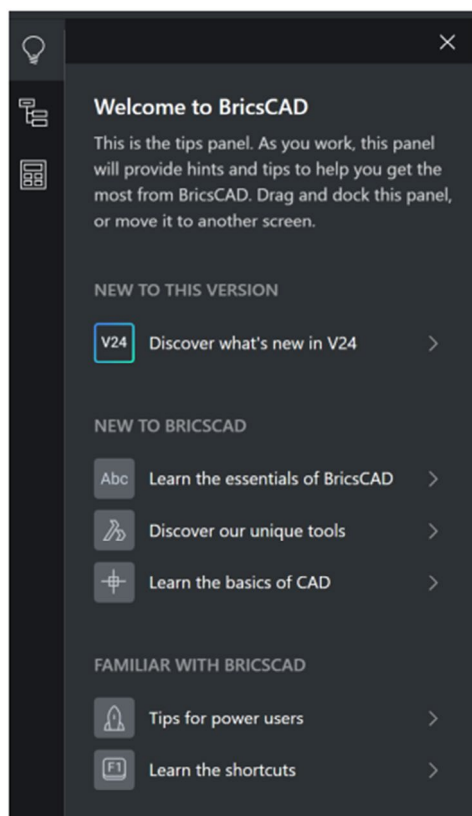 Welcome to BricsCAD
This is the tips panel. As you work, this panel
will provide hints and tips to help you get the
most from BricsCAD. Drag and dock this panel,
or move it to another screen.
NEW TO THIS VERSION
V24 Discover what's new in V24
NEW TO BRICSCAD
Abc Learn the essentials of BricsCAD
Discover our unique tools
Learn the basics of CAD
FAMILIAR WITH BRICSCAD
Tips for power users
F1 Learn the shortcuts